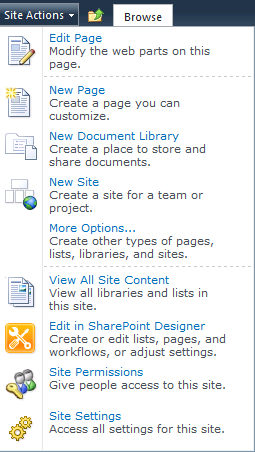 Site Actions Browse
Edit Page
Modify the web parts on this
page.
New Page
Create a page you can
customize.
New Document Library
Create a place to store and
share documents.
New Site
Create a site for a team or
project.
More Options...
Create other types of pages,
lists, libraries, and sites.
View All Site Content
View all libraries and lists in
this site.
Edit in SharePoint Designer
Create or edit lists, pages, and
workflows, or adjust settings.
Site Permissions
Give people access to this site.
Site Settings
Access all settings for this site.